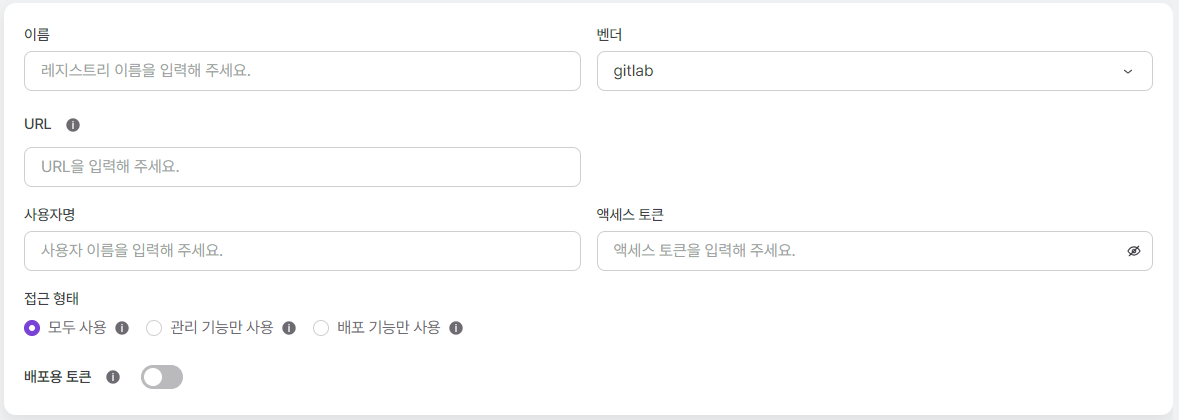 이름
벤더
레지스트리 이름을 입력해 주세요.
gitlab
URL
URL을 입력해 주세요.
사용자명
액세스 토큰
사용자 이름을 입력해 주세요.
액세스 토큰을 입력해 주세요.
접근 형태
모두 사용 관리 기능만 사용 배포 기능만 사용
배포용 토큰